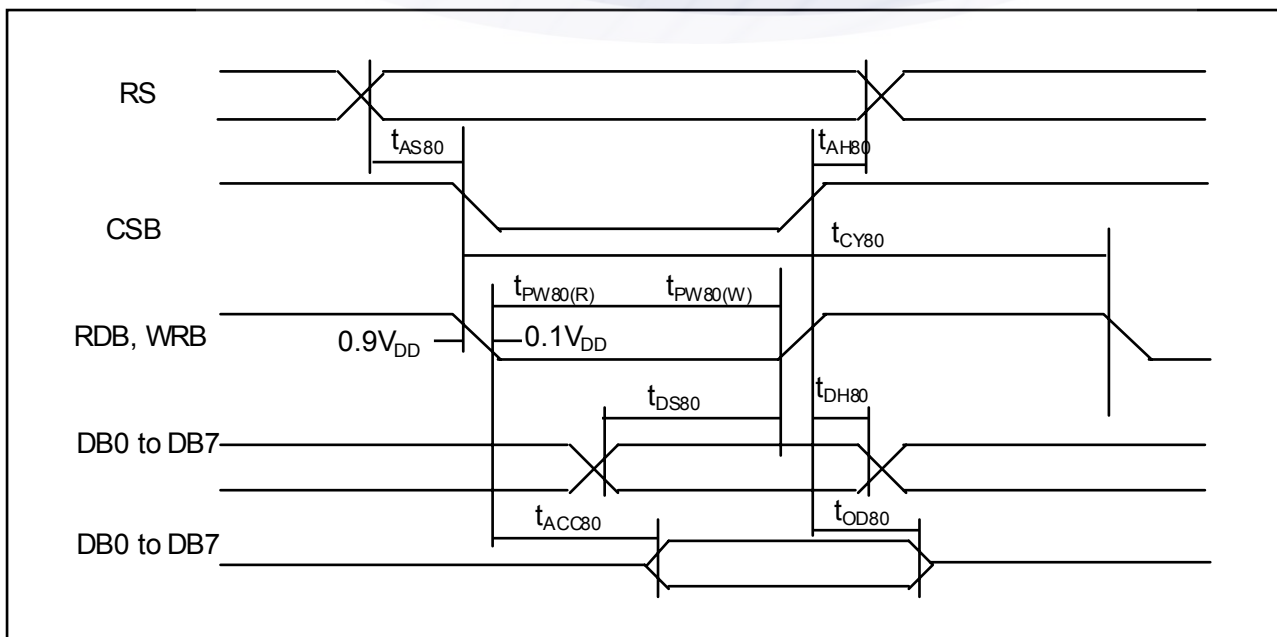 RS
tAS80
tAH80
CSB
tCY80
tPW80(R)
tPW80(W)
RDB, WRB
0.9VDD
0.1VDD
tDS80
tDH80
DB0 to DB7
tACC80
tOD80
DB0 to DB7